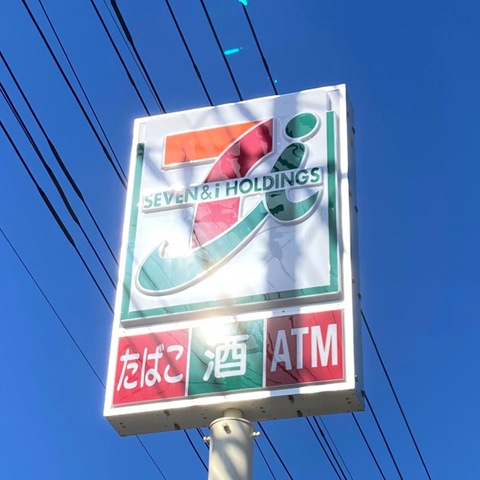 SEVEN&i HOLDINGS
たばこ 酒 ATM